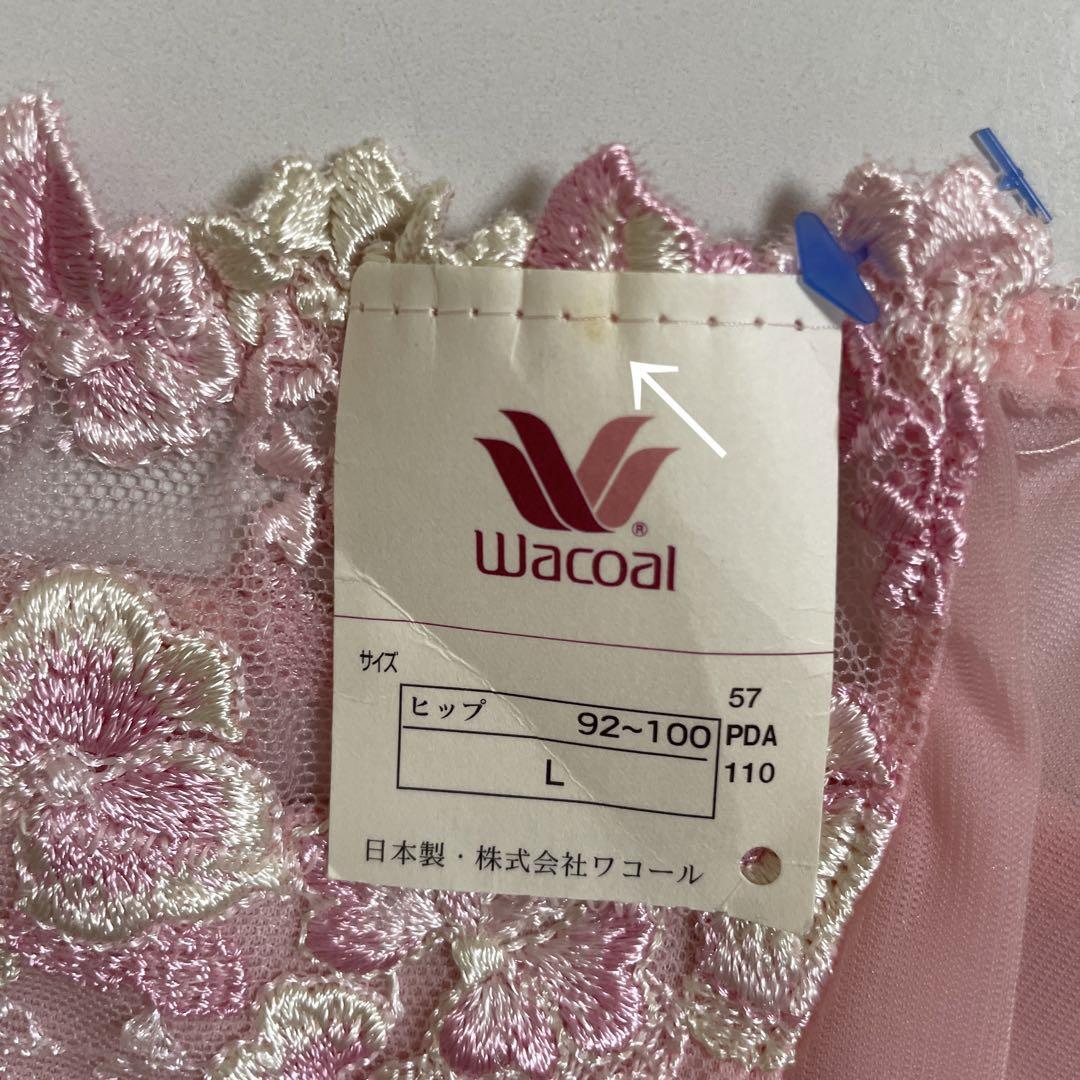 ®
Wacoal
サイズ
ヒップ 92~100
L
57
PDA
110
日本製・株式会社ワコール